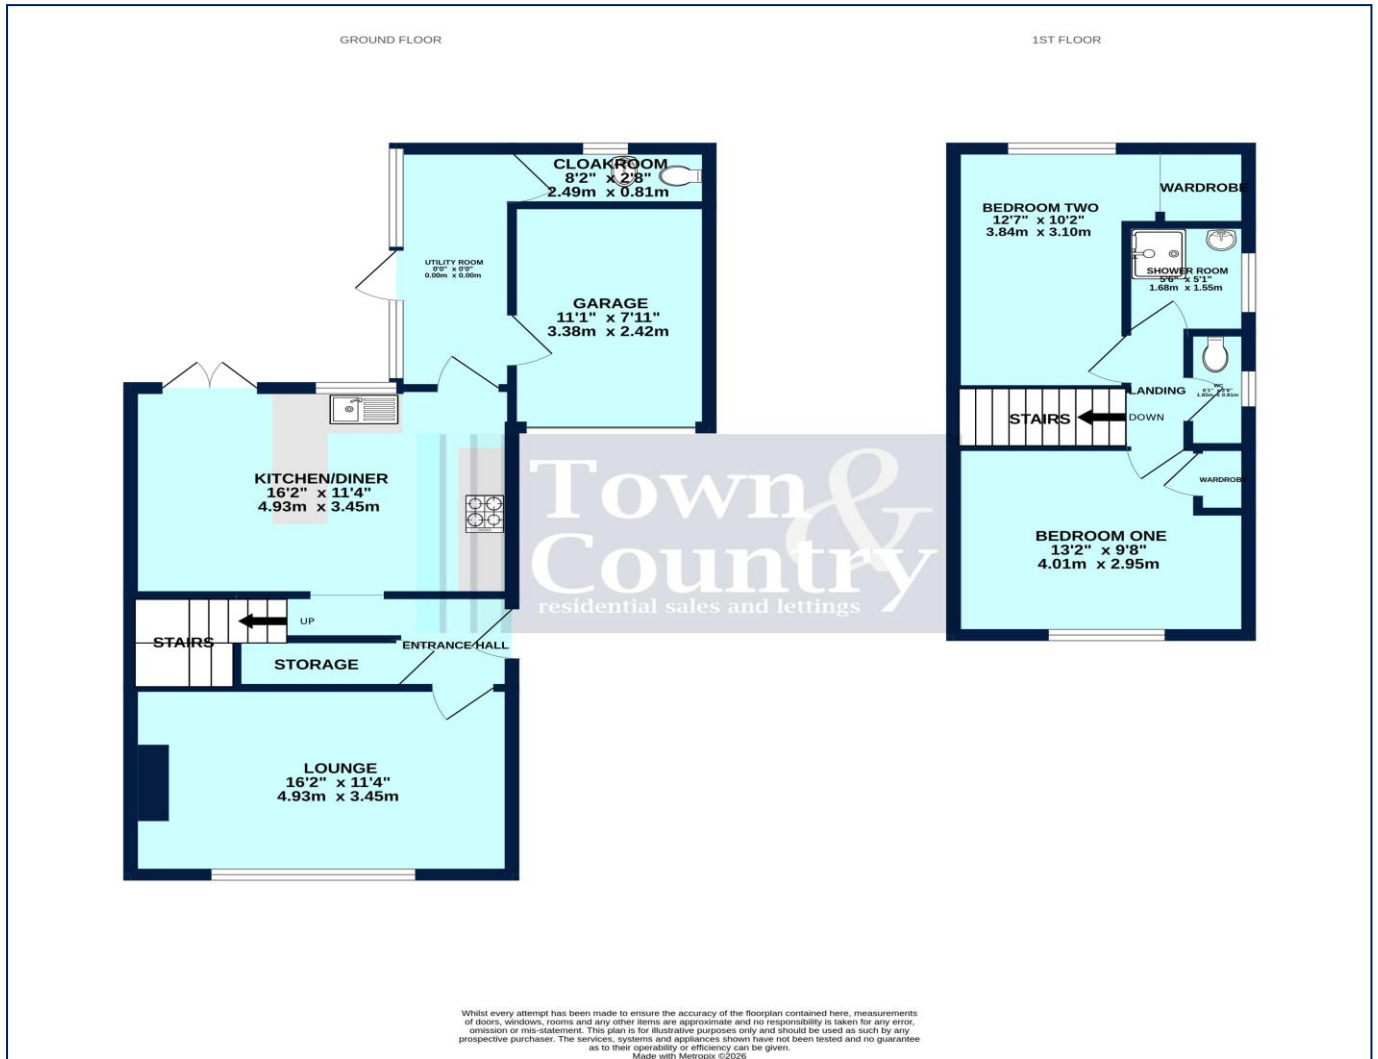 GROUND FLOOR
1ST FLOOR
CLOAKROOM
8'2" x 2'8"
2.49m x 0.81m
UTILITY ROOM
0'0" x 0'0"
0.00m x 0.00m
GARAGE
11'1" x 7'11"
3.38m x 2.42m
KITCHEN/DINER
16'2" x 11'4"
4.93m x 3.45m
UP
STAIRS
STORAGE
ENTRANCE HALL
LOUNGE
16'2" x 11'4"
4.93m x 3.45m
Town &
Country
residential sales and lettings
BEDROOM TWO
12'7" x 10'2"
3.84m x 3.10m
WARDROBE
SHOWER ROOM
5'6" x 5'1"
1.68m x 1.55m
WC
LANDING
STAIRS
DOWN
WARDROBE
BEDROOM ONE
13'2" x 9'8"
4.01m x 2.95m
Whilst every attempt has been made to ensure the accuracy of the floorplan contained here, measurements
of doors, windows, rooms and any other items are approximate and no responsibility is taken for any error,
omission or mis-statement. This plan is for illustrative purposes only and should be used as such by any
prospective purchaser. The services, systems and appliances shown have not been tested and no guarantee
as to their operability or efficiency can be given.
Made with Metropix ©2026